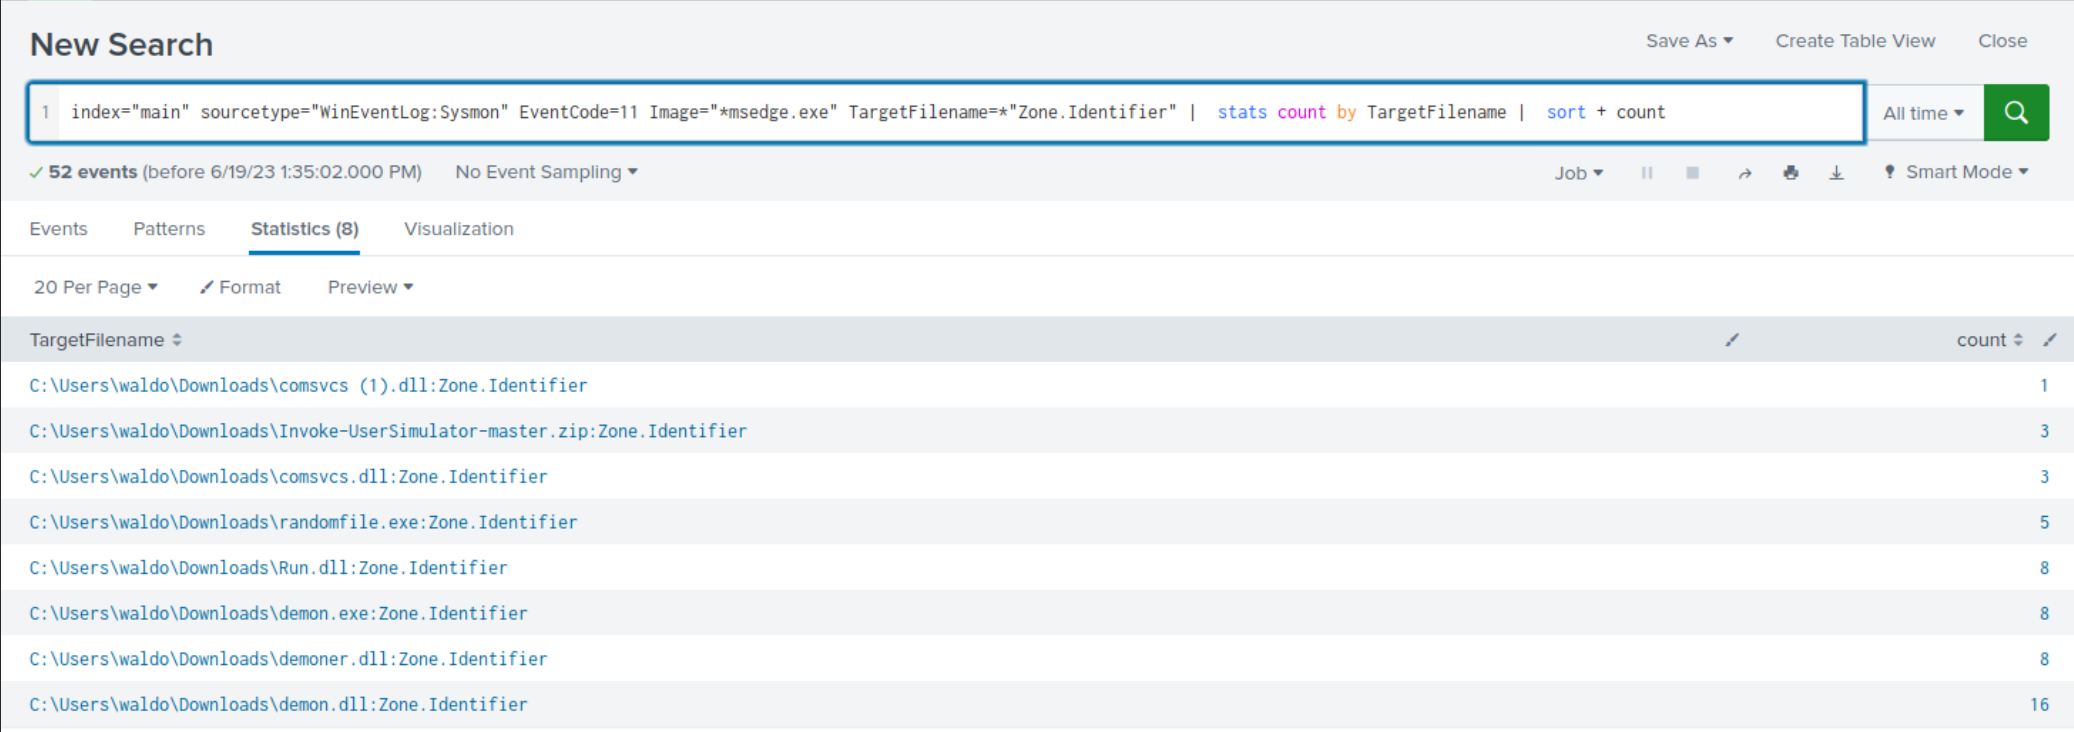 New Search
Save As Create Table View Close
1 index="main" sourcetype="WinEventLog:Sysmon" EventCode=11 Image="*msedge.exe" TargetFilename=*"Zone.Identifier" | stats count by TargetFilename | sort + count
All time
52 events (before 6/19/23 1:35:02.000 PM) No Event Sampling
Job Smart Mode
Events Patterns Statistics (8) Visualization
20 Per Page Format Preview
TargetFilename count
C:\Users\waldo\Downloads\comsvcs (1).dll:Zone.Identifier 1
C:\Users\waldo\Downloads\Invoke-UserSimulator-master.zip:Zone.Identifier 3
C:\Users\waldo\Downloads\comsvcs.dll:Zone.Identifier 3
C:\Users\waldo\Downloads\randomfile.exe:Zone.Identifier 5
C:\Users\waldo\Downloads\Run.dll:Zone.Identifier 8
C:\Users\waldo\Downloads\demon.exe:Zone.Identifier 8
C:\Users\waldo\Downloads\demoner.dll:Zone.Identifier 8
C:\Users\waldo\Downloads\demon.dll:Zone.Identifier 16